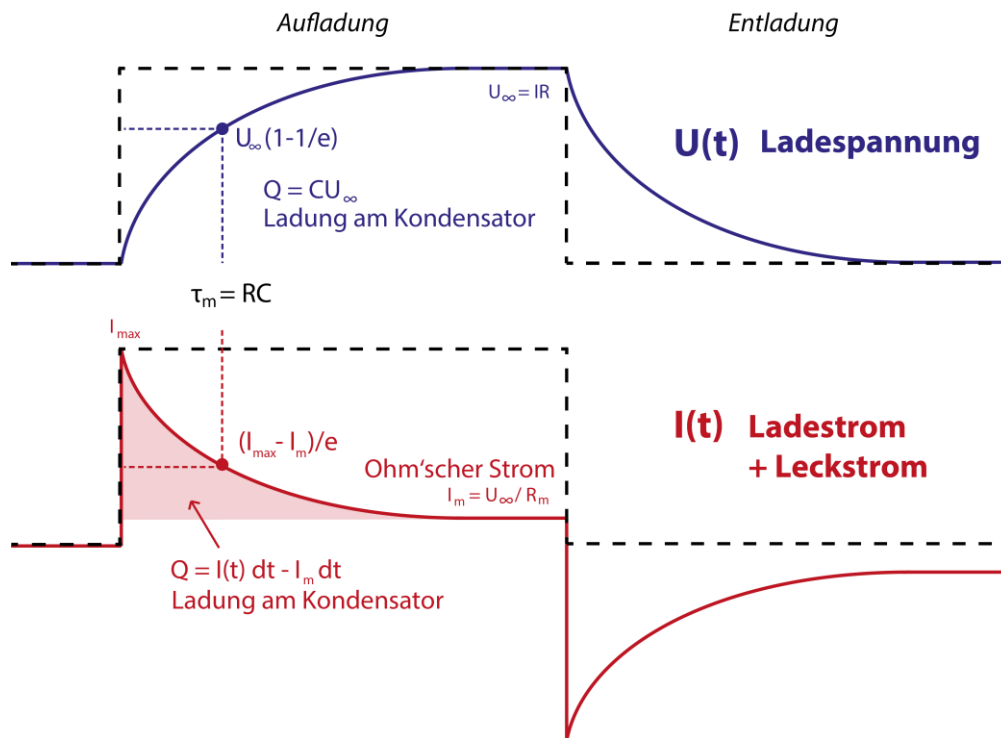 Aufladung
Entladung
U∞ = IR
U∞ (1-1/e)
U(t) Ladespannung
Q = CU∞
Ladung am Kondensator
τm = RC
Imax
(Imax - Im)/e
I(t) Ladestrom
+ Leckstrom
Ohm'scher Strom
Im = U∞ / Rm
Q = I(t) dt - Im dt
Ladung am Kondensator